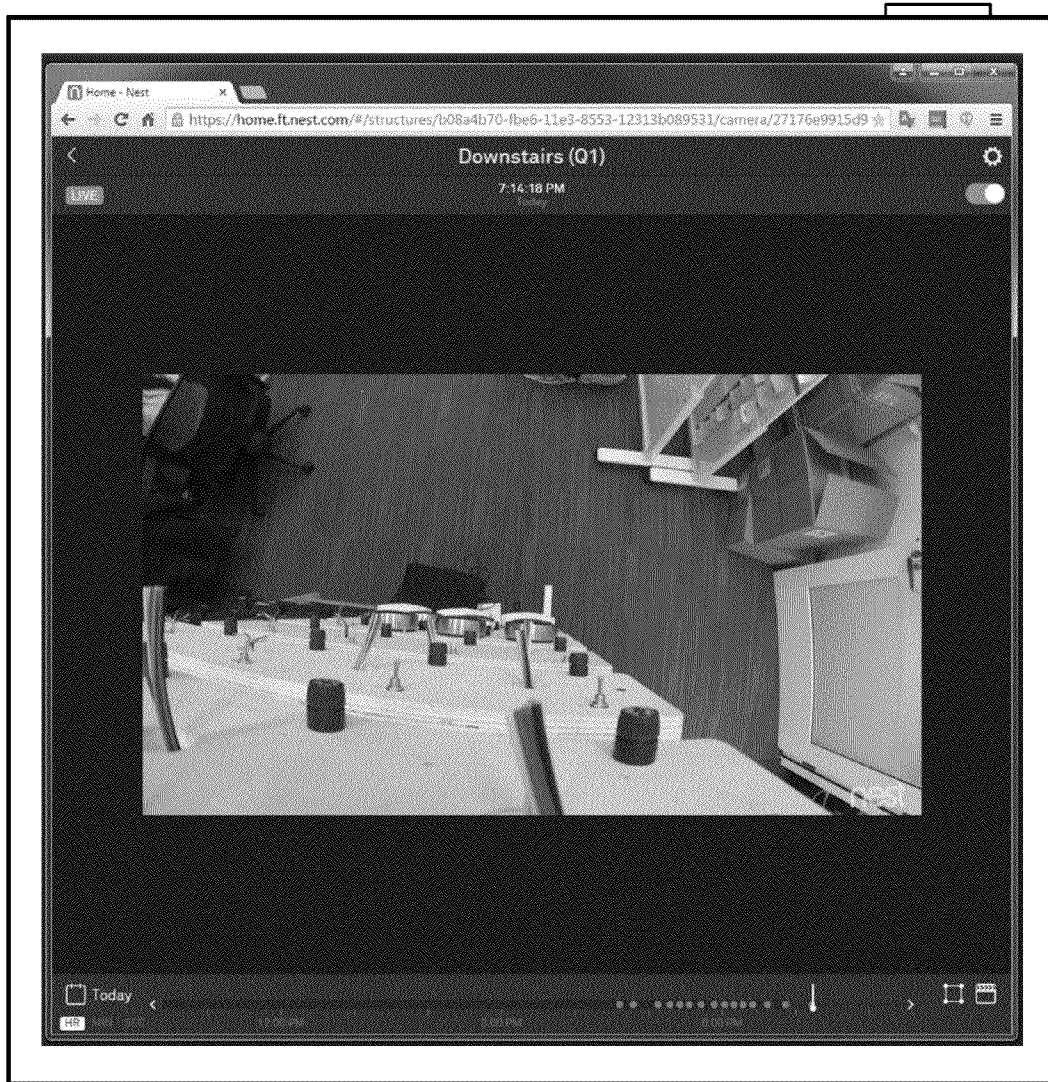 Home - Nest
https://home.ft.nest.com/#/structures/b08a4b70-fbe6-11e3-8553-12313b089531/camera/27176e9915d9
Downstairs (Q1)
LIVE
7:14:18 PM
Today
nest
Today
HR